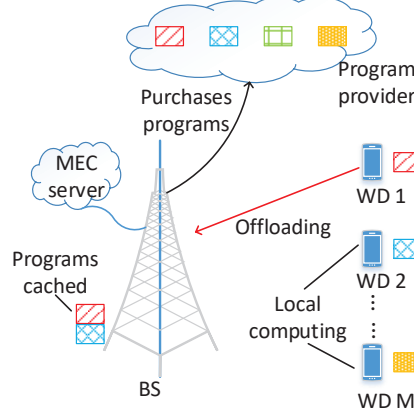 Program
provider
Purchases
programs
MEC
server
WD 1
Offloading
Programs
cached
WD 2
Local
computing
BS
WD M